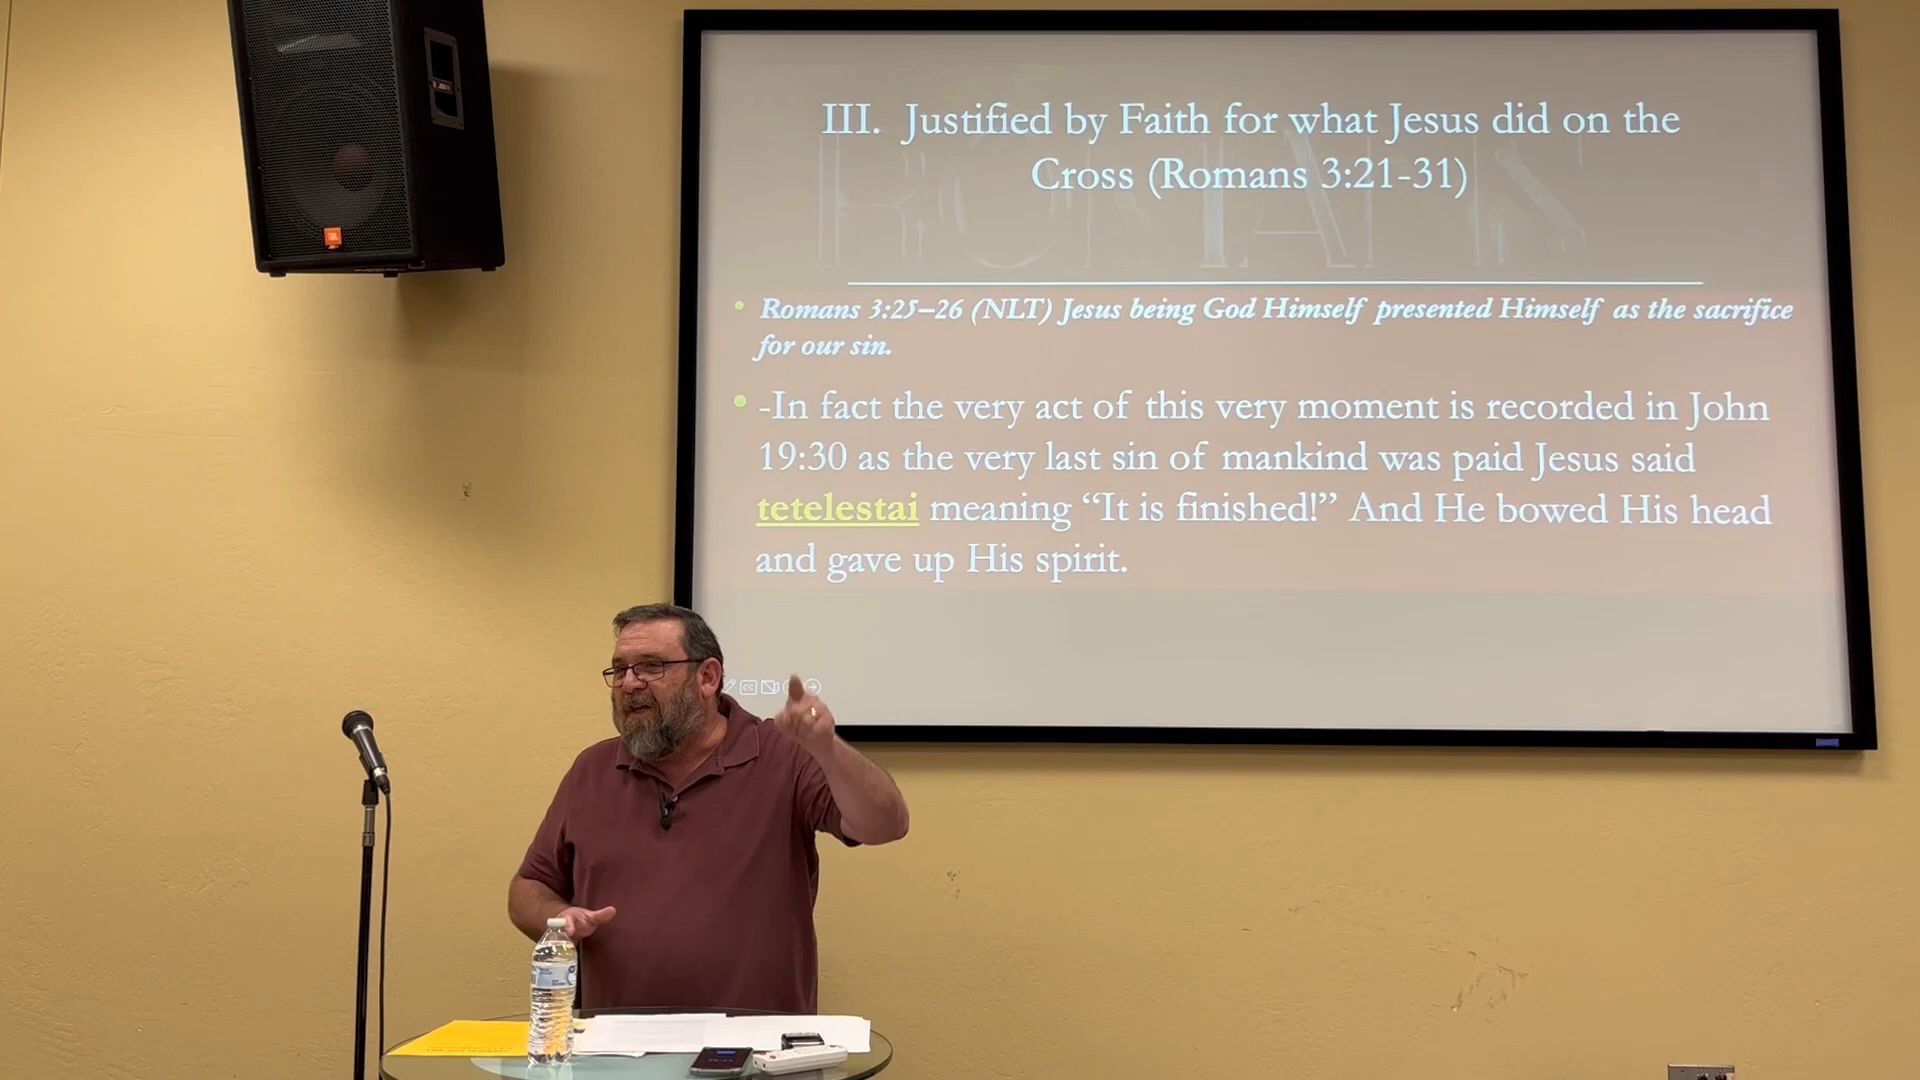 III. Justified by Faith for what Jesus did on the
Cross (Romans 3:21-31)
ROMANS
Romans 3:25–26 (NLT) Jesus being God Himself presented Himself as the sacrifice
for our sin.
-In fact the very act of this very moment is recorded in John
19:30 as the very last sin of mankind was paid Jesus said
tetelestai meaning “It is finished!” And He bowed His head
and gave up His spirit.
CC
JBL